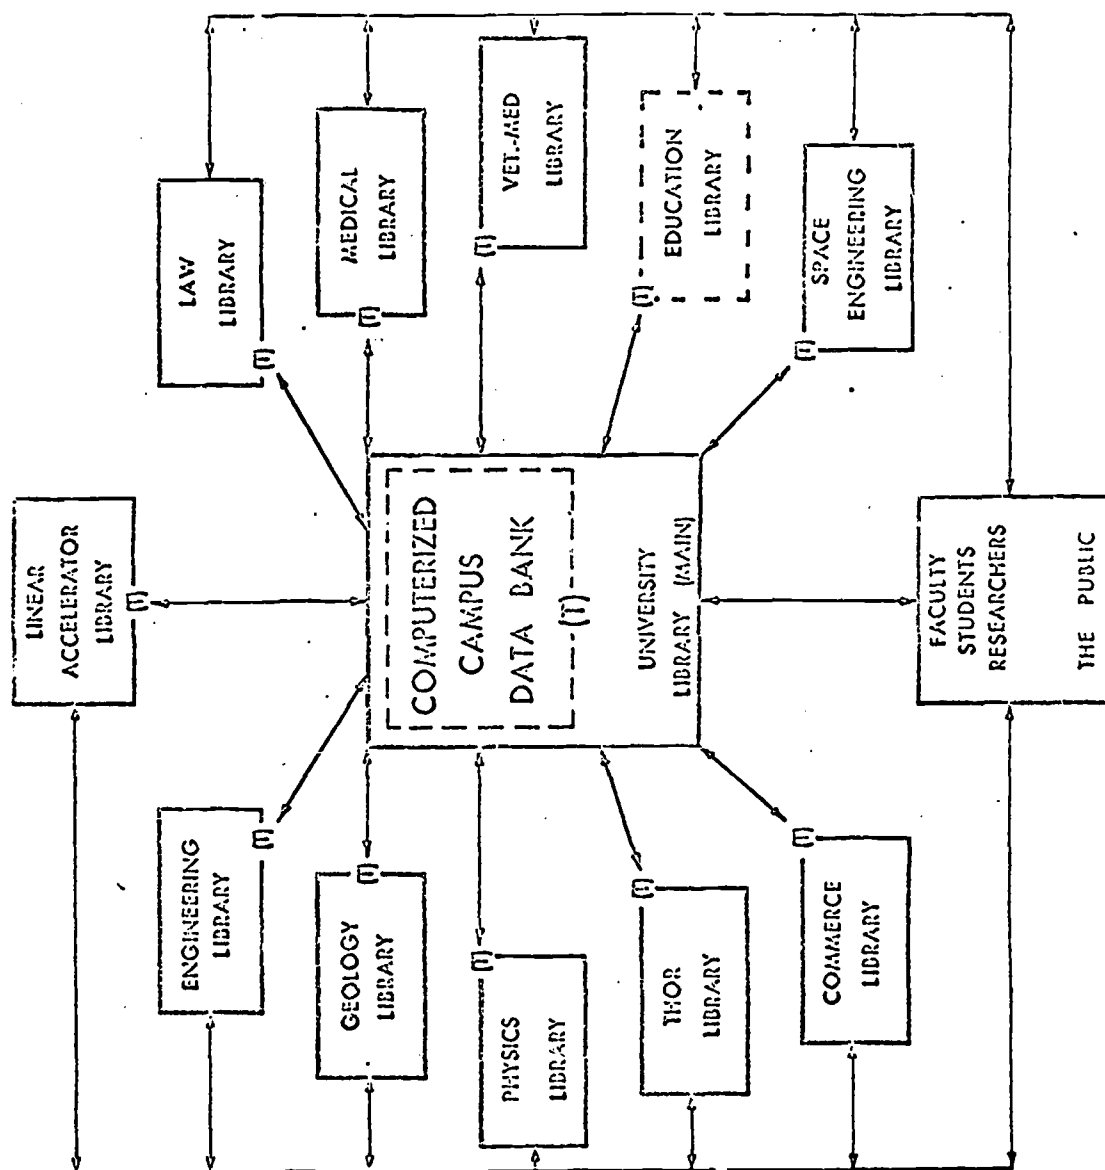 LINEAR
ACCELERATOR
LIBRARY
(T)
ENGINEERING
LIBRARY
(T)
LAW
LIBRARY
(T)
GEOLOGY
LIBRARY
(T)
MEDICAL
LIBRARY
(T)
COMPUTERIZED
CAMPUS
DATA BANK
(T)
UNIVERSITY
LIBRARY (MAIN)
(T)
PHYSICS
LIBRARY
(T)
VET.-MED
LIBRARY
(T)
THOR
LIBRARY
(T)
EDUCATION
LIBRARY
(T)
COMMERCE
LIBRARY
(T)
SPACE
ENGINEERING
LIBRARY
FACULTY
STUDENTS
RESEARCHERS
THE PUBLIC